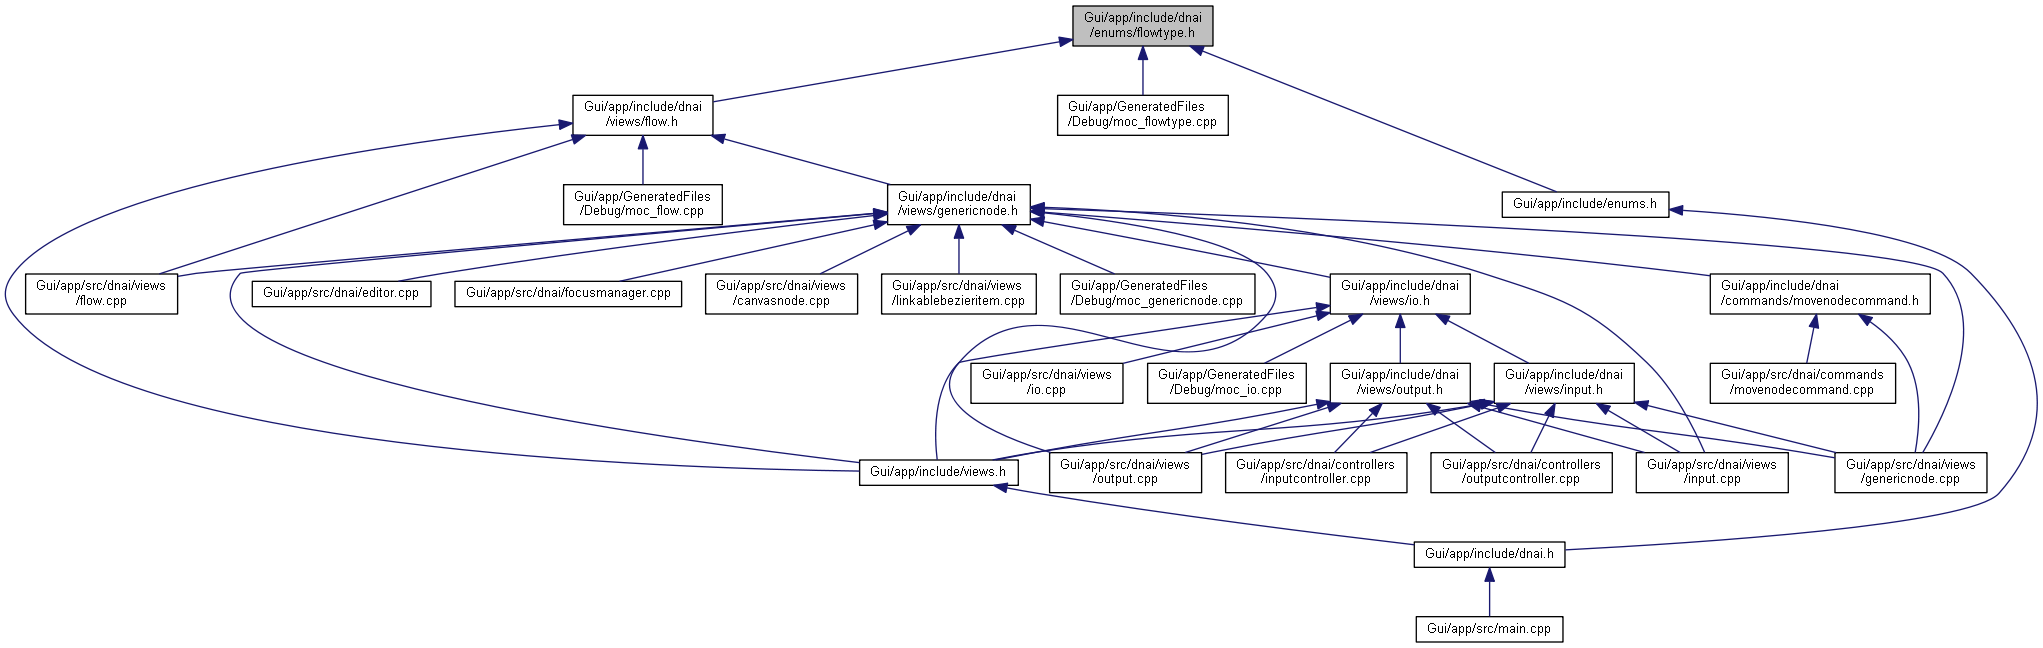 Gui/app/include/dnai
/enums/flowtype.h
Gui/app/include/dnai
/views/flow.h
Gui/app/GeneratedFiles
/Debug/moc_flowtype.cpp
Gui/app/GeneratedFiles
/Debug/moc_flow.cpp
Gui/app/include/dnai
/views/genericnode.h
Gui/app/include/enums.h
Gui/app/src/dnai/views
/flow.cpp
Gui/app/src/dnai/editor.cpp
Gui/app/src/dnai/focusmanager.cpp
Gui/app/src/dnai/views
/canvasnode.cpp
Gui/app/src/dnai/views
/linkablebezieritem.cpp
Gui/app/GeneratedFiles
/Debug/moc_genericnode.cpp
Gui/app/include/dnai
/views/io.h
Gui/app/include/dnai
/commands/movenodecommand.h
Gui/app/src/dnai/views
/io.cpp
Gui/app/GeneratedFiles
/Debug/moc_io.cpp
Gui/app/include/dnai
/views/output.h
Gui/app/include/dnai
/views/input.h
Gui/app/src/dnai/commands
/movenodecommand.cpp
Gui/app/include/views.h
Gui/app/src/dnai/views
/output.cpp
Gui/app/src/dnai/controllers
/inputcontroller.cpp
Gui/app/src/dnai/controllers
/outputcontroller.cpp
Gui/app/src/dnai/views
/input.cpp
Gui/app/src/dnai/views
/genericnode.cpp
Gui/app/include/dnai.h
Gui/app/src/main.cpp